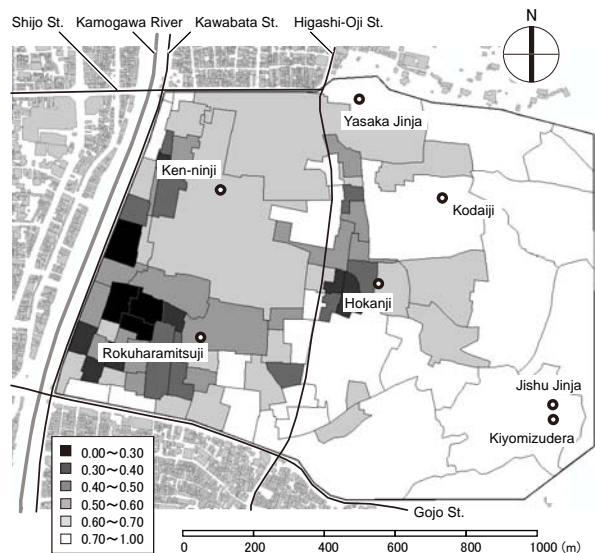 Shijo St.
Kamogawa River
Kawabata St.
Higashi-Oji St.
N
Yasaka Jinja
Ken-ninji
Kodaiji
Hokanji
Rokuharamitsuji
Jishu Jinja
Kiyomizudera
Gojo St.
0.00～0.30
0.30～0.40
0.40～0.50
0.50～0.60
0.60～0.70
0.70～1.00
0 200 400 600 800 1000 (m)